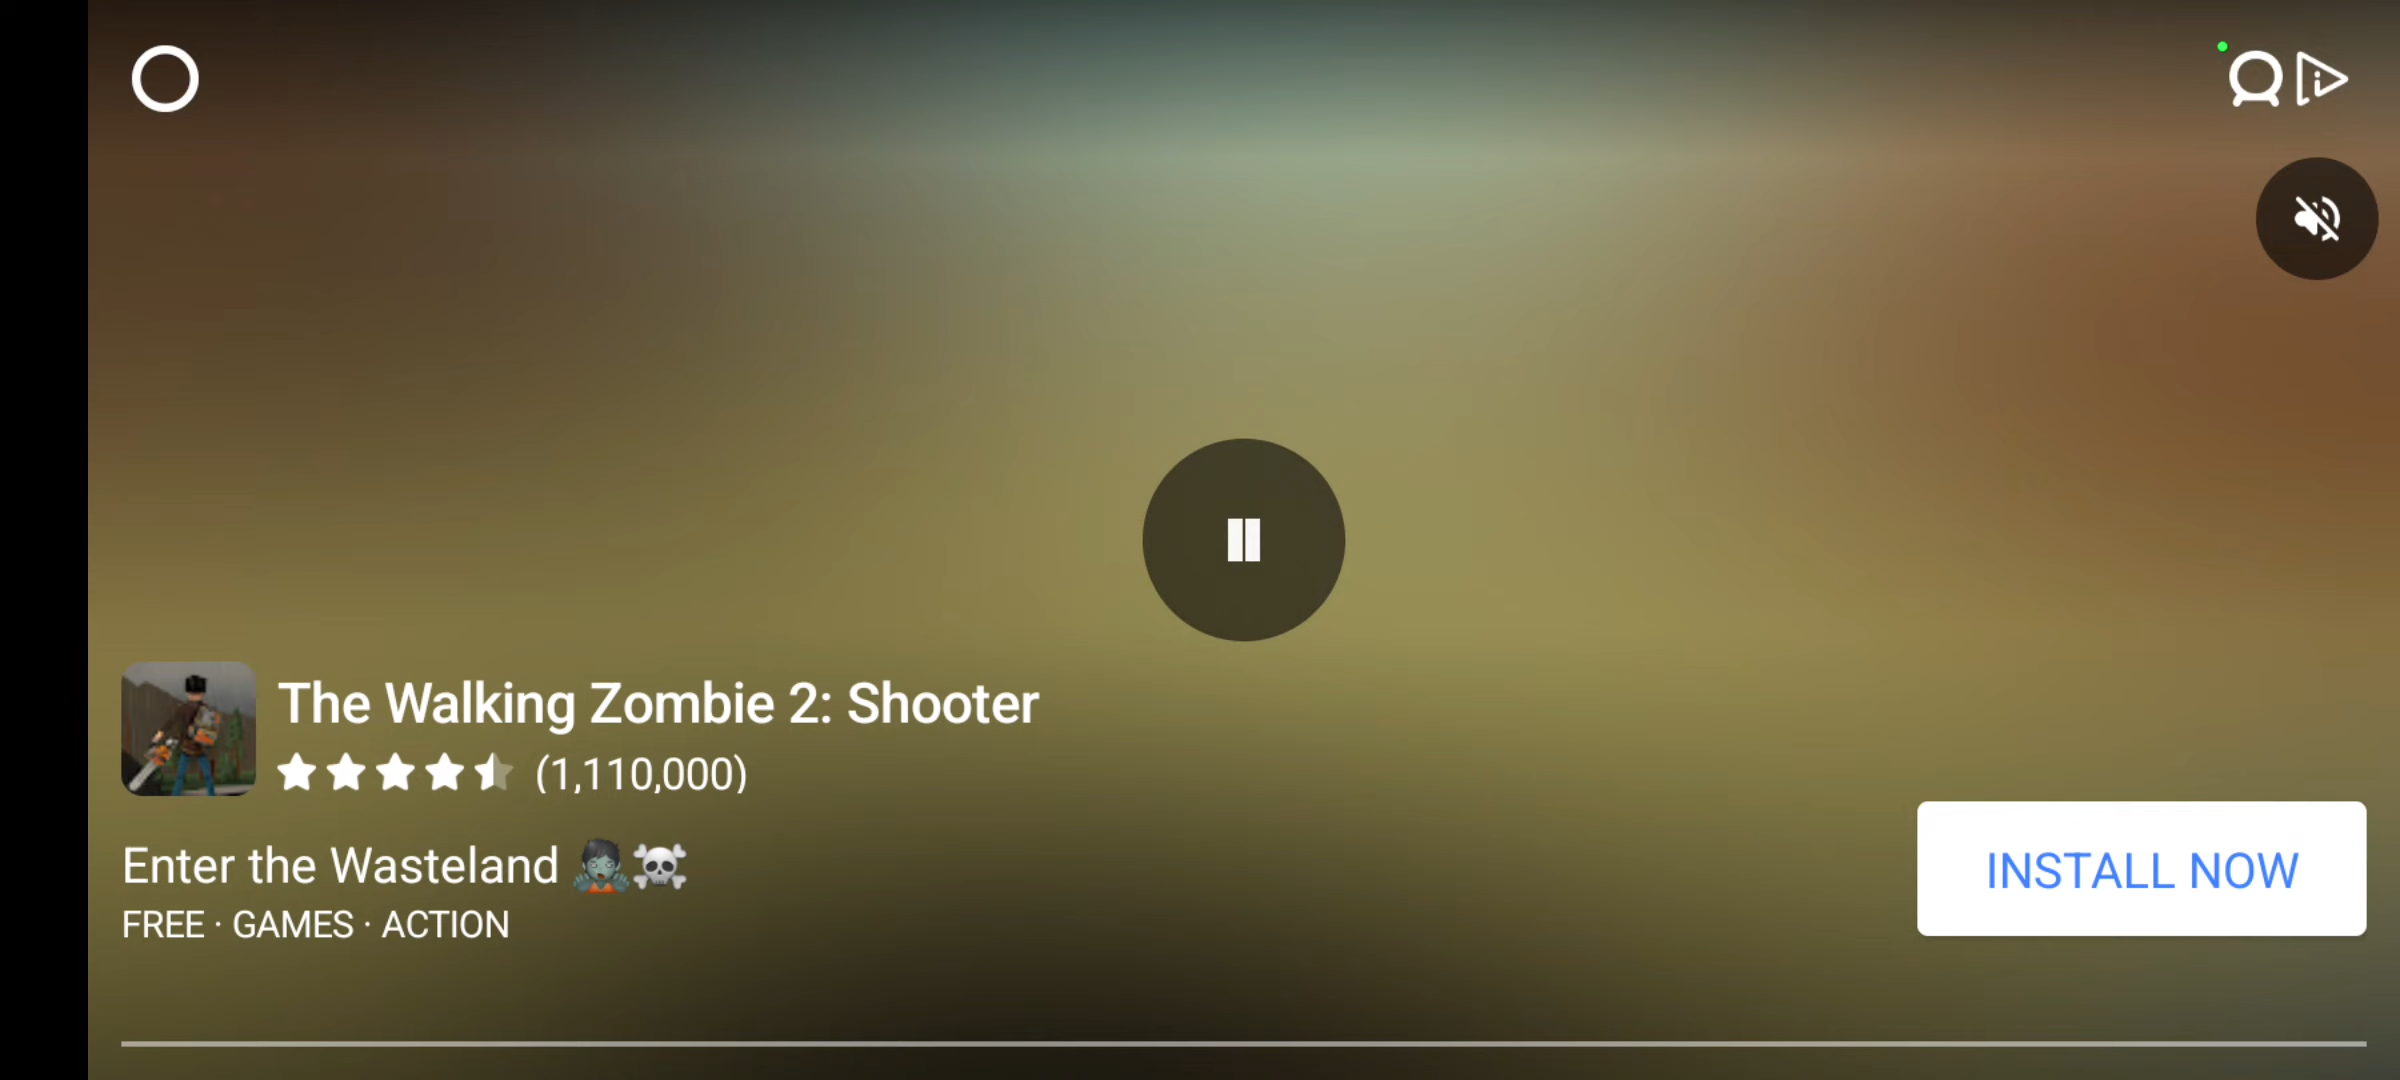 The Walking Zombie 2: Shooter
(1,110,000)
Enter the Wasteland 🧟☠️
FREE · GAMES · ACTION
INSTALL NOW